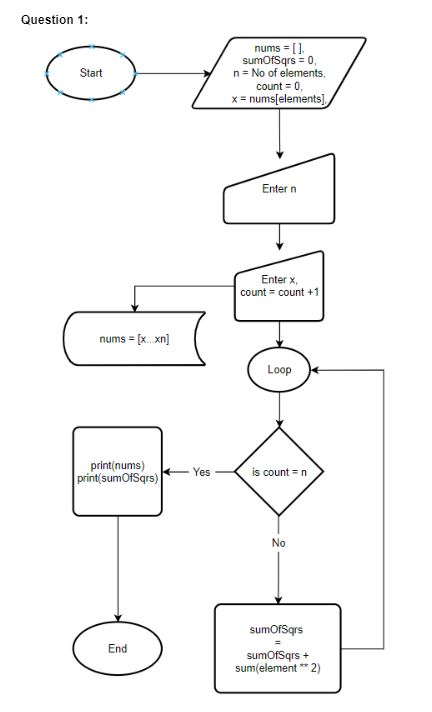 Question 1:
Start
nums = [ ],
sumOfSqrs = 0,
n = No of elements,
count = 0,
x = nums[elements],
Enter n
Enter x,
count = count +1
nums = [x...xn]
Loop
is count = n
Yes
print(nums)
print(sumOfSqrs)
No
End
sumOfSqrs
=
sumOfSqrs +
sum(element ** 2)